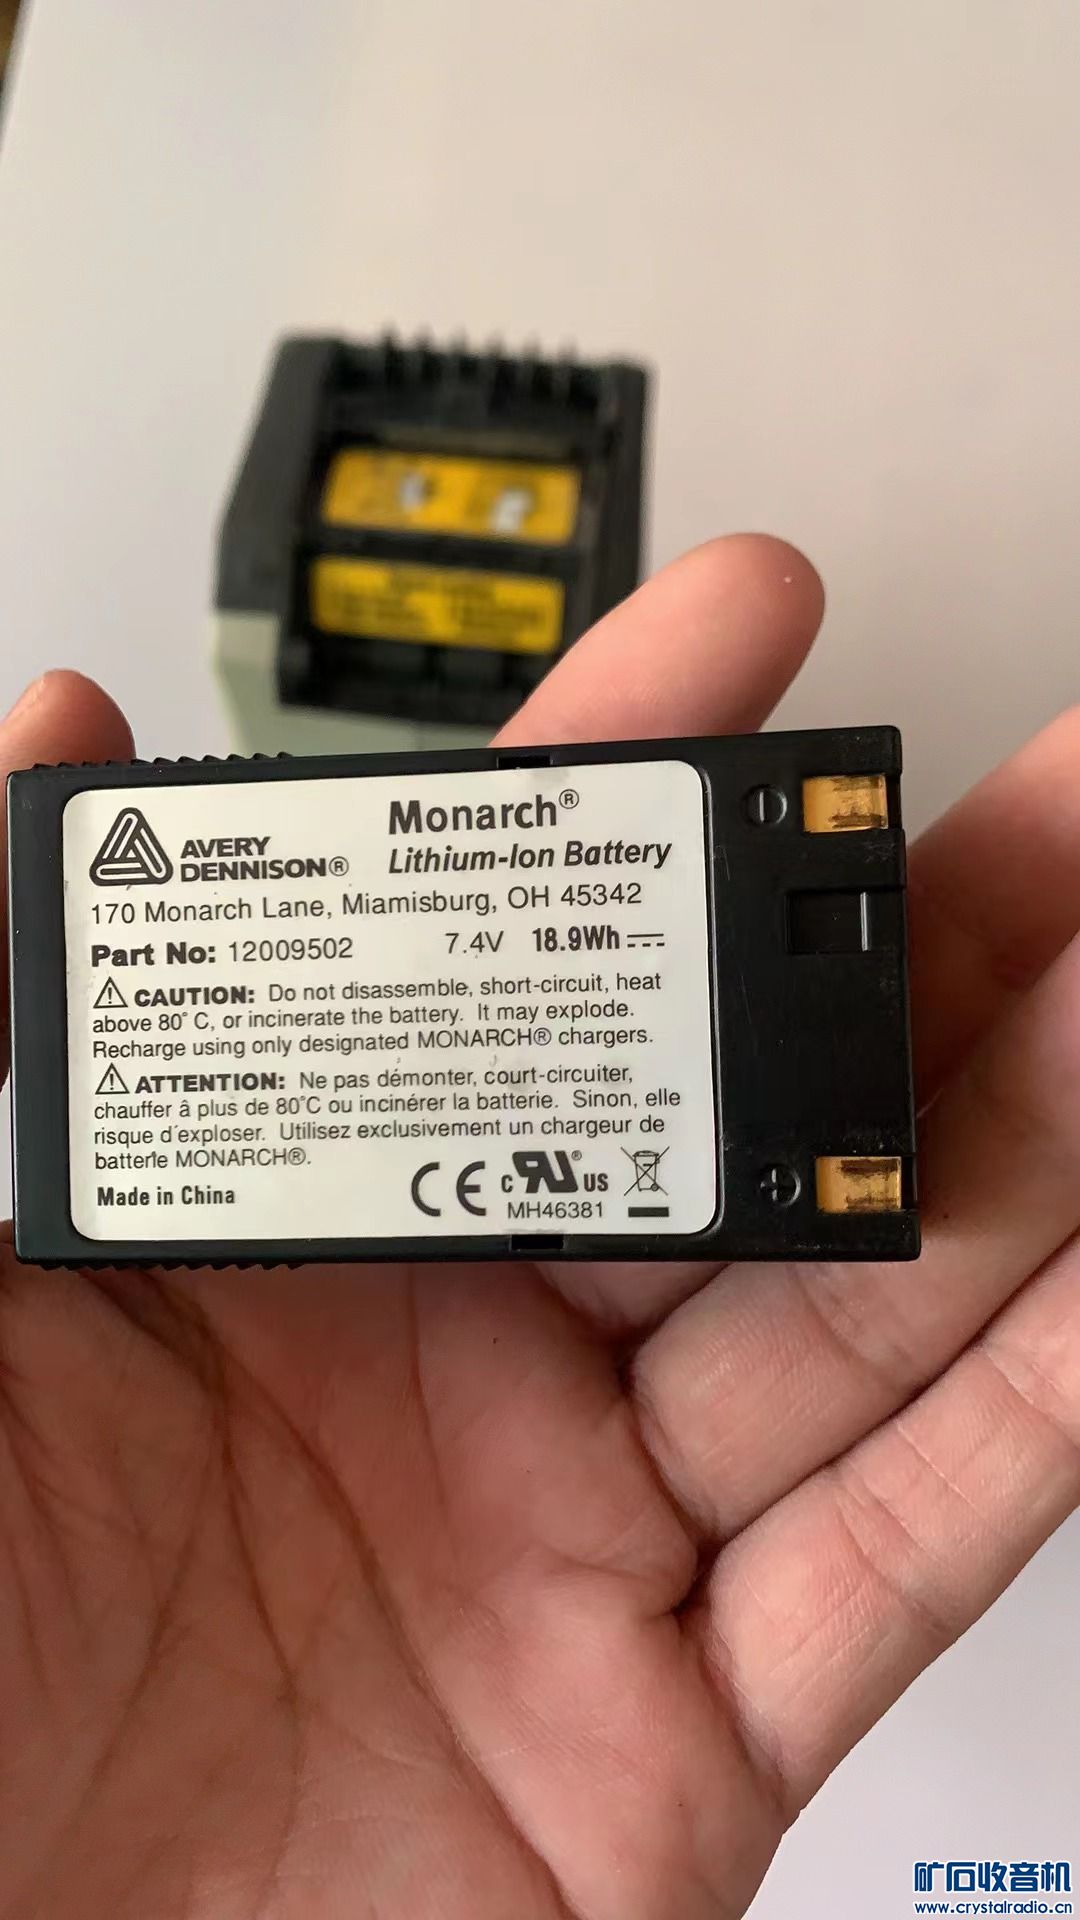 AVERY
DENNISON®
Monarch®
Lithium-Ion Battery
170 Monarch Lane, Miamisburg, OH 45342
Part No: 12009502 7.4V 18.9Wh
⚠ CAUTION: Do not disassemble, short-circuit, heat
above 80° C, or incinerate the battery. It may explode.
Recharge using only designated MONARCH® chargers.
⚠ ATTENTION: Ne pas démonter, court-circuiter,
chauffer â plus de 80°C ou incinérer la batterie. Sinon, elle
risque d´exploser. Utilisez exclusivement un chargeur de
batterie MONARCH®.
Made in China
CE
c RU® US
MH46381
矿石收音机
www.crystalradio.cn